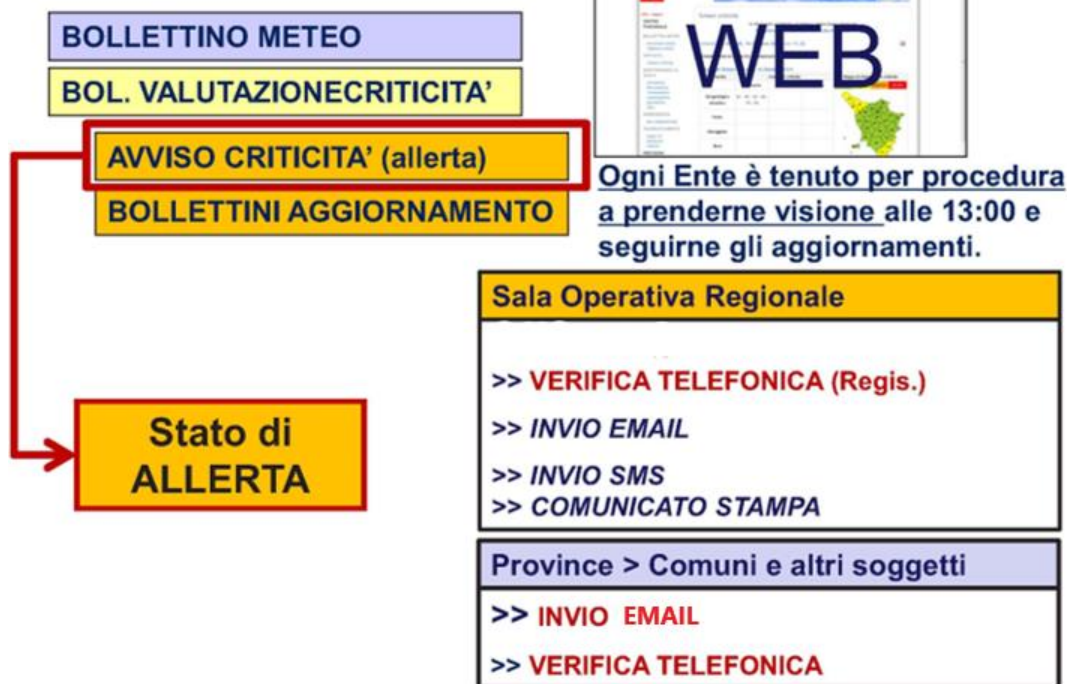 BOLLETTINO METEO
BOL. VALUTAZIONECRITICITA’
AVVISO CRITICITA’ (allerta)
BOLLETTINI AGGIORNAMENTO
WEB
Ogni Ente è tenuto per procedura
a prenderne visione alle 13:00 e
seguirne gli aggiornamenti.
Sala Operativa Regionale
>> VERIFICA TELEFONICA (Regis.)
>> INVIO EMAIL
>> INVIO SMS
>> COMUNICATO STAMPA
Stato di
ALLERTA
Province > Comuni e altri soggetti
>> INVIO EMAIL
>> VERIFICA TELEFONICA